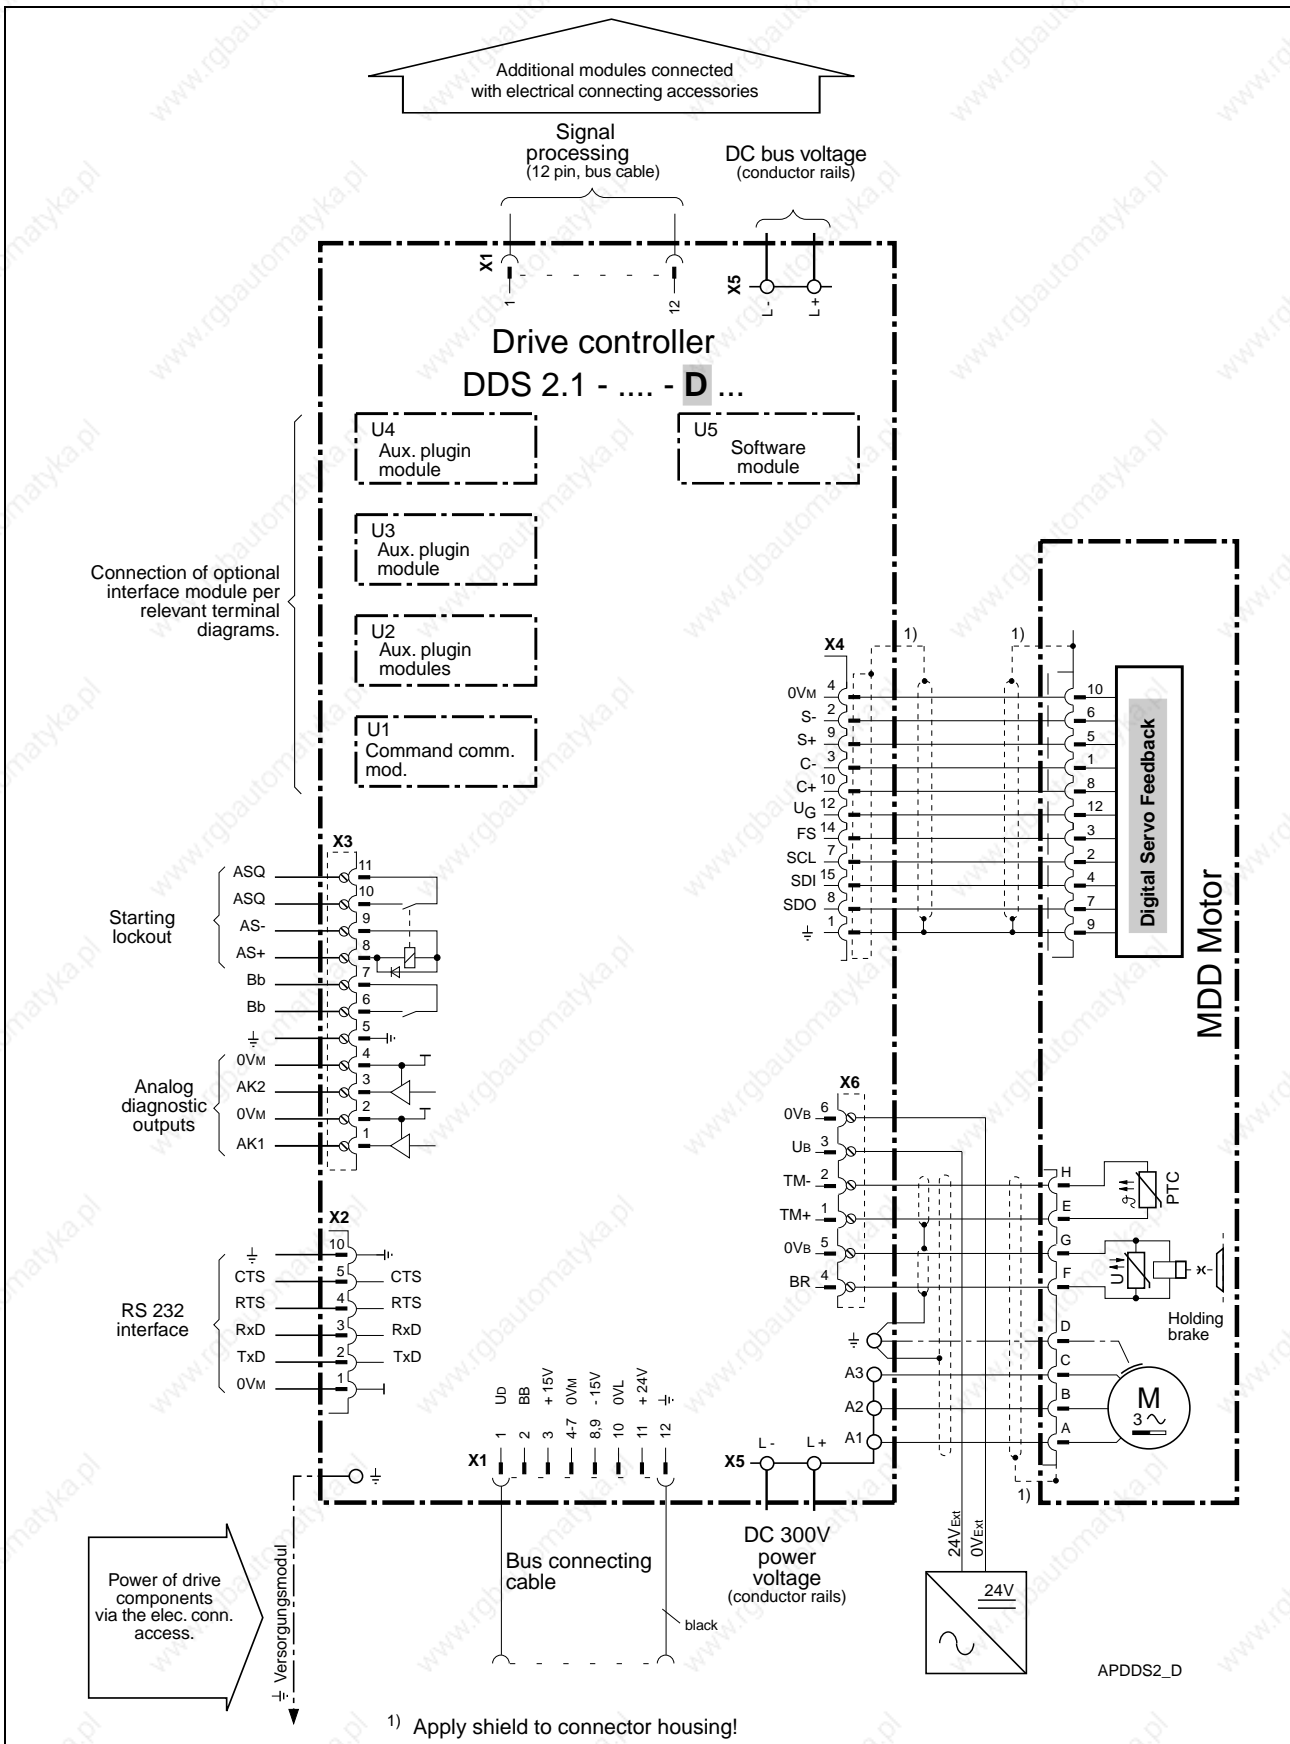 Additional modules connected
with electrical connecting accessories
Signal
processing
(12 pin, bus cable)
DC bus voltage
(conductor rails)
X1
1
12
X5
L -
L +
Drive controller
DDS 2.1 - .... - D ...
U4
Aux. plugin
module
U5
Software
module
U3
Aux. plugin
module
U2
Aux. plugin
modules
U1
Command comm.
mod.
Connection of optional
interface module per
relevant terminal
diagrams.
X4
1)
1)
0VM 4 10
S- 2 6
S+ 9 5
C- 3 1
C+ 10 8
UG 12 12
FS 14 3
SCL 7 2
SDI 15 4
SDO 8 7
1 9
Digital Servo Feedback
MDD Motor
X3
Starting
lockout
ASQ 11
ASQ 10
AS- 9
AS+ 8
Bb 7
Bb 6
5
Analog
diagnostic
outputs
0VM 4
AK2 3
0VM 2
AK1 1
X6
0VB 6
UB 3
TM- 2 H
TM+ 1 E
PTC
ϑ
0VB 5 G
BR 4 F
U
Holding
brake
D
A3 C
A2 B
A1 A
M
3
1)
X2
RS 232
interface
10
CTS 5 CTS
RTS 4 RTS
RxD 3 RxD
TxD 2 TxD
0VM 1
UD
BB
+ 15V
0VM
- 15V
0VL
+ 24V
1
2
3
4-7
8,9
10
11
12
X1
X5
L -
L +
Bus connecting
cable
black
DC 300V
power
voltage
(conductor rails)
24VExt
0VExt
24V
Power of drive
components
via the elec. conn.
access.
Versorgungsmodul
APDDS2_D
1) Apply shield to connector housing!
www.rgbautomatyka.pl